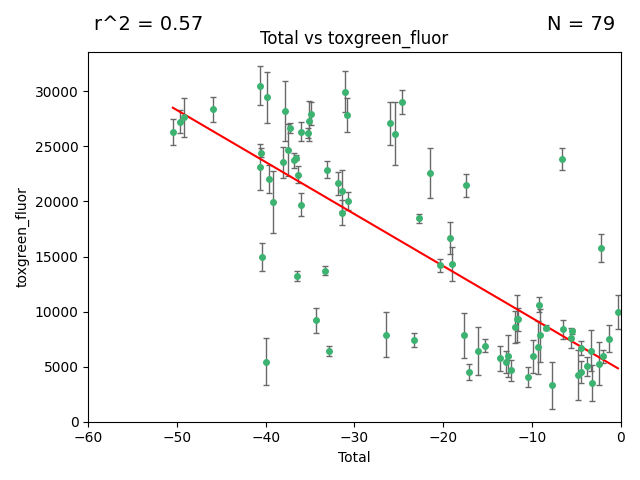 r^2 = 0.57
N = 79
Total vs toxgreen_fluor
30000
25000
20000
15000
10000
5000
0
toxgreen_fluor
−60
−50
−40
−30
−20
−10
0
Total